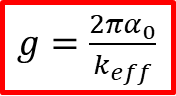 g = 2πα₀ / k_eff